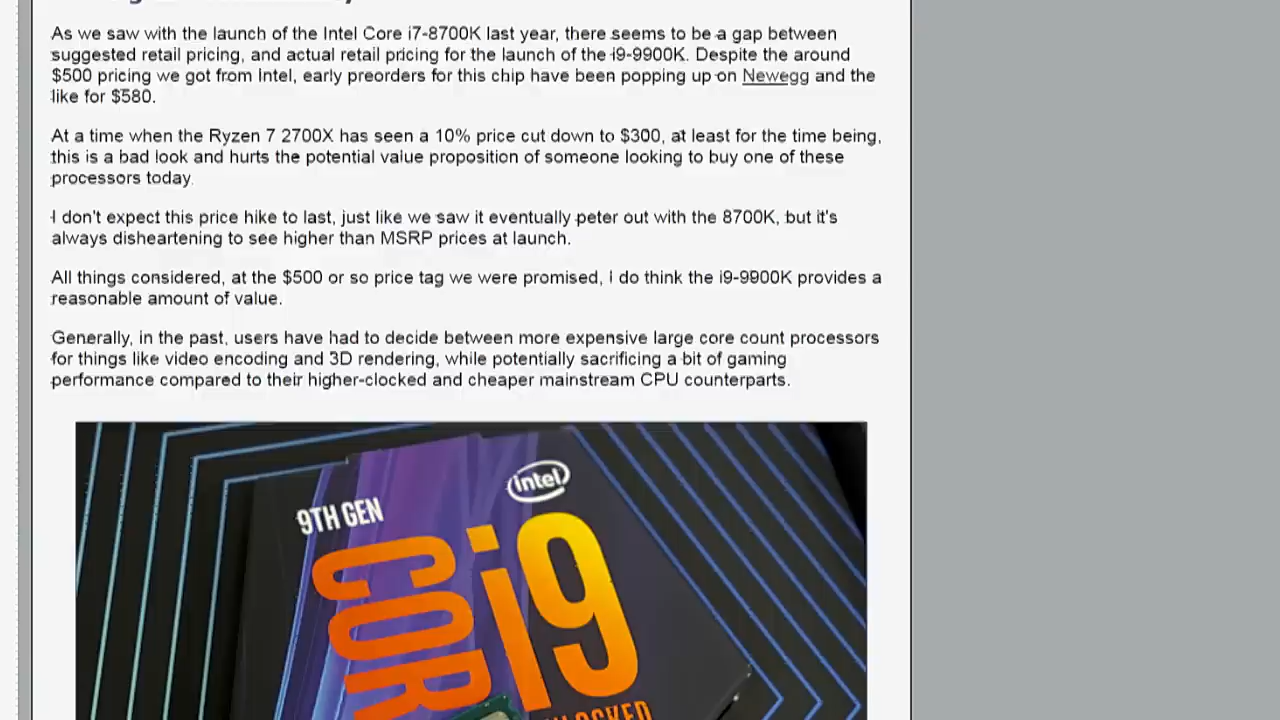 As we saw with the launch of the Intel Core i7-8700K last year, there seems to be a gap between
suggested retail pricing, and actual retail pricing for the launch of the i9-9900K. Despite the around
$500 pricing we got from Intel, early preorders for this chip have been popping up on Newegg and the
like for $580.
At a time when the Ryzen 7 2700X has seen a 10% price cut down to $300, at least for the time being,
this is a bad look and hurts the potential value proposition of someone looking to buy one of these
processors today.
I don't expect this price hike to last, just like we saw it eventually peter out with the 8700K, but it's
always disheartening to see higher than MSRP prices at launch.
All things considered, at the $500 or so price tag we were promised, I do think the i9-9900K provides a
reasonable amount of value.
Generally, in the past, users have had to decide between more expensive large core count processors
for things like video encoding and 3D rendering, while potentially sacrificing a bit of gaming
performance compared to their higher-clocked and cheaper mainstream CPU counterparts.
intel
9TH GEN
CORE i9